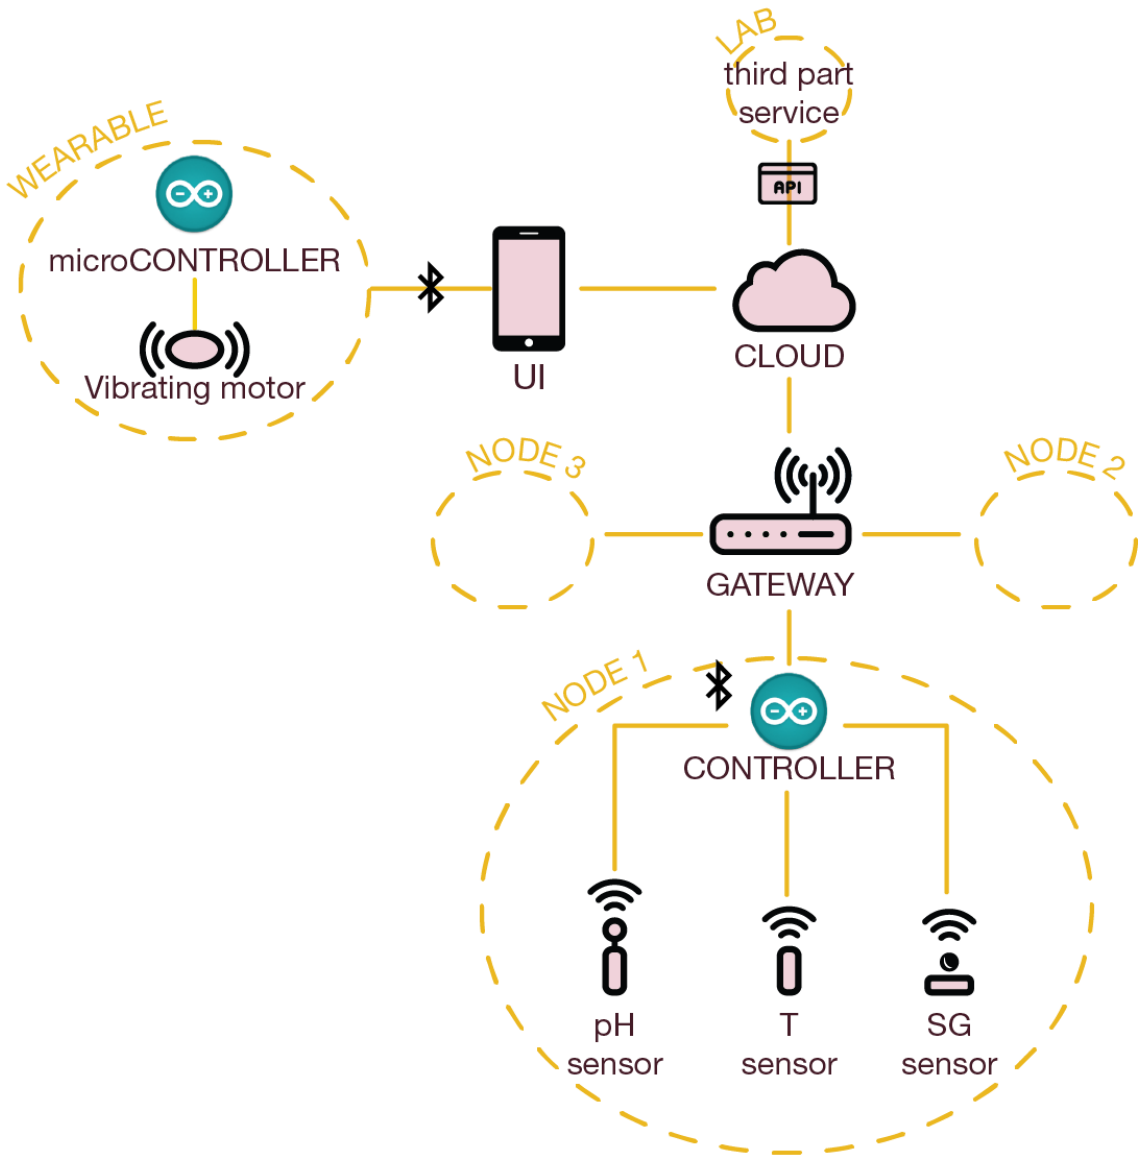 LAB
third part
service
API
WEARABLE
microCONTROLLER
Vibrating motor
UI
CLOUD
NODE 3
NODE 2
GATEWAY
NODE 1
CONTROLLER
pH
sensor
T
sensor
SG
sensor